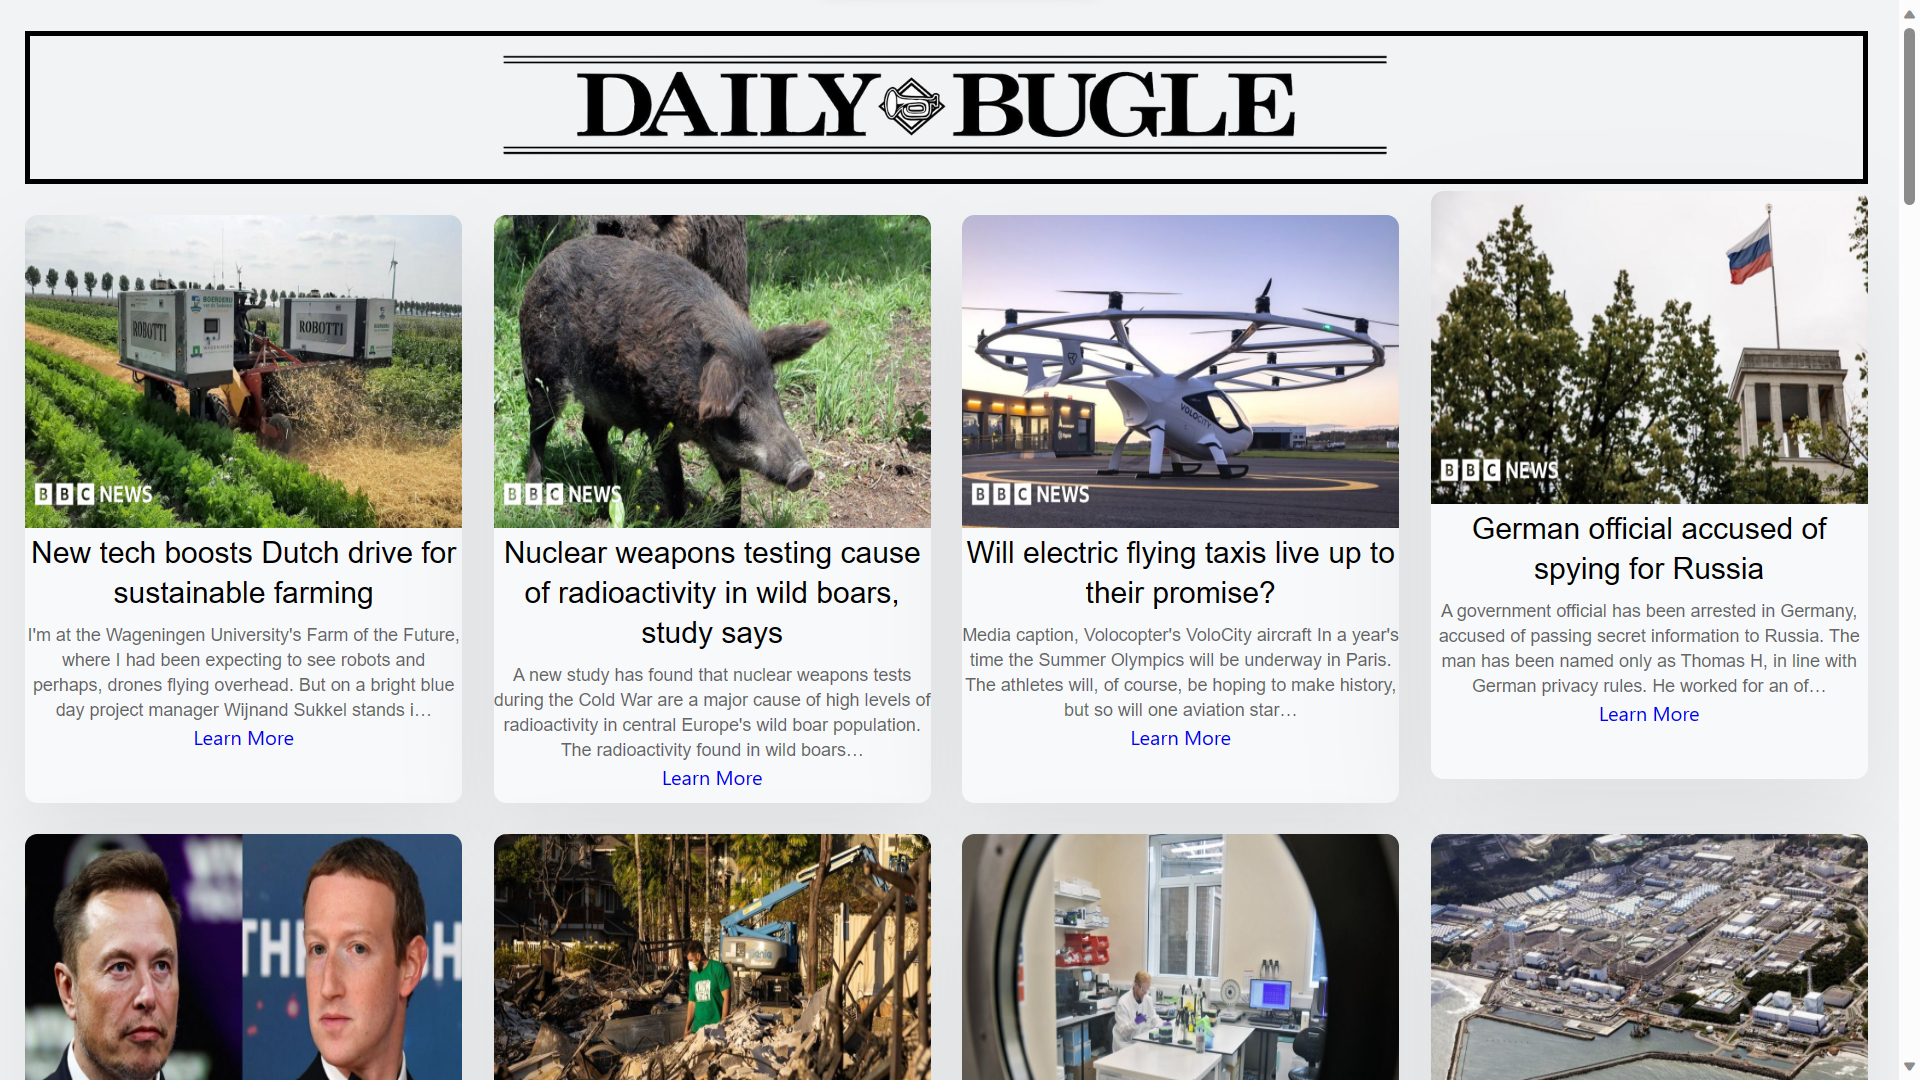 DAILY BUGLE
ROBOTTI
ROBOTTI
BBC NEWS
New tech boosts Dutch drive for
sustainable farming
I'm at the Wageningen University's Farm of the Future,
where I had been expecting to see robots and
perhaps, drones flying overhead. But on a bright blue
day project manager Wijnand Sukkel stands i…
Learn More
BBC NEWS
Nuclear weapons testing cause
of radioactivity in wild boars,
study says
A new study has found that nuclear weapons tests
during the Cold War are a major cause of high levels of
radioactivity in central Europe's wild boar population.
The radioactivity found in wild boars…
Learn More
VOLOCITY
BBC NEWS
Will electric flying taxis live up to
their promise?
Media caption, Volocopter's VoloCity aircraft In a year's
time the Summer Olympics will be underway in Paris.
The athletes will, of course, be hoping to make history,
but so will one aviation star…
Learn More
BBC NEWS
German official accused of
spying for Russia
A government official has been arrested in Germany,
accused of passing secret information to Russia. The
man has been named only as Thomas H, in line with
German privacy rules. He worked for an of…
Learn More